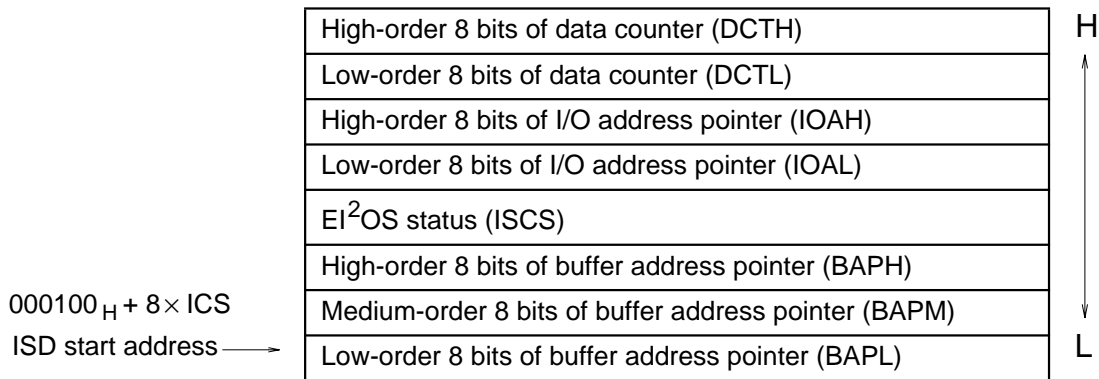 High-order 8 bits of data counter (DCTH)
H
Low-order 8 bits of data counter (DCTL)
High-order 8 bits of I/O address pointer (IOAH)
Low-order 8 bits of I/O address pointer (IOAL)
EI²OS status (ISCS)
High-order 8 bits of buffer address pointer (BAPH)
000100 H + 8× ICS
Medium-order 8 bits of buffer address pointer (BAPM)
ISD start address
Low-order 8 bits of buffer address pointer (BAPL)
L